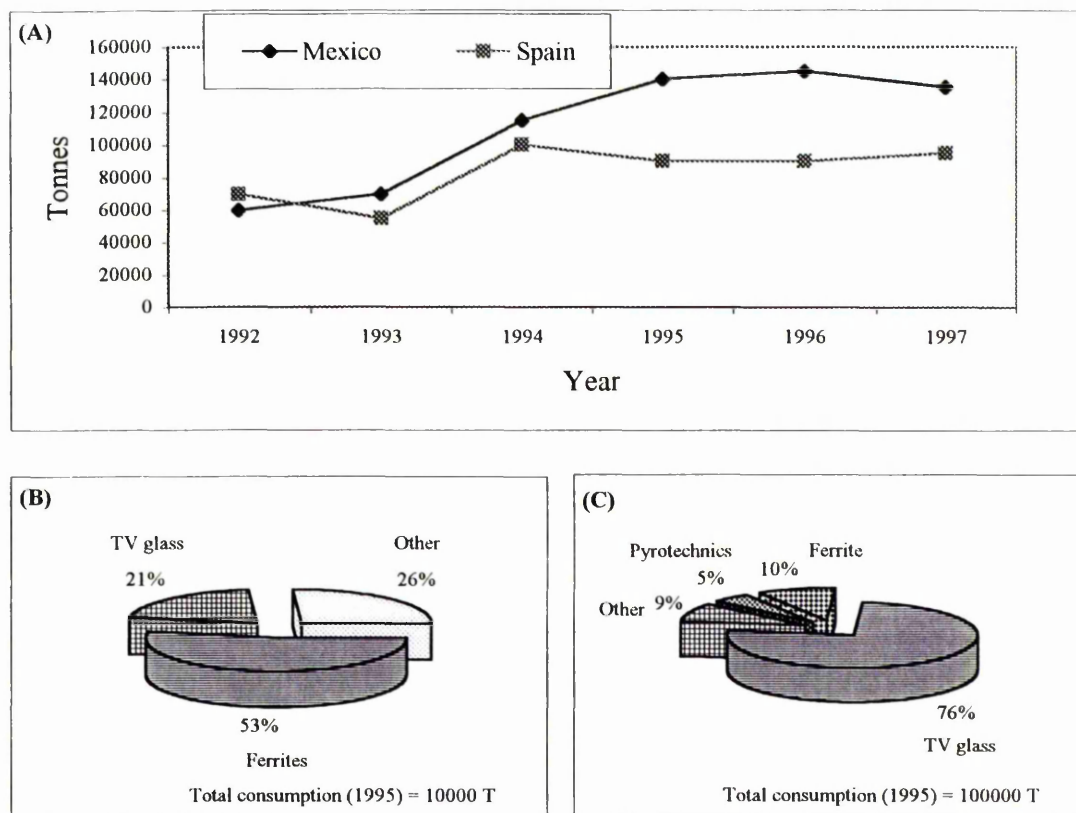 (A)
Mexico Spain
160000
140000
120000
100000
80000
60000
40000
20000
0
Tonnes
1992 1993 1994 1995 1996 1997
Year
(B)
TV glass
21%
Other
26%
53%
Ferrites
Total consumption (1995) = 10000 T
(C)
Pyrotechnics
5%
Ferrite
10%
Other 9%
76%
TV glass
Total consumption (1995) = 100000 T